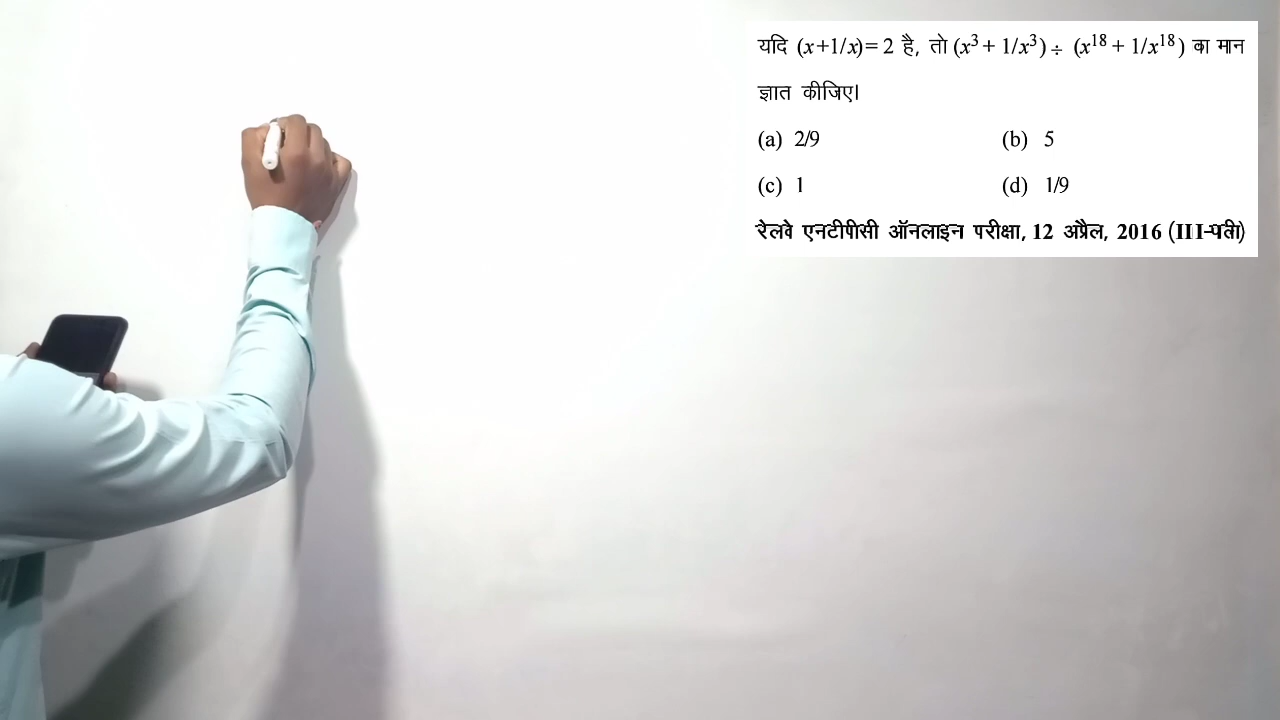 यदि (x+1/x)= 2 है, तो (x³ + 1/x³) ÷ (x¹⁸ + 1/x¹⁸) का मान
ज्ञात कीजिए।
(a) 2/9 (b) 5
(c) 1 (d) 1/9
रेलवे एनटीपीसी ऑनलाइन परीक्षा, 12 अप्रैल, 2016 (III-पाली)